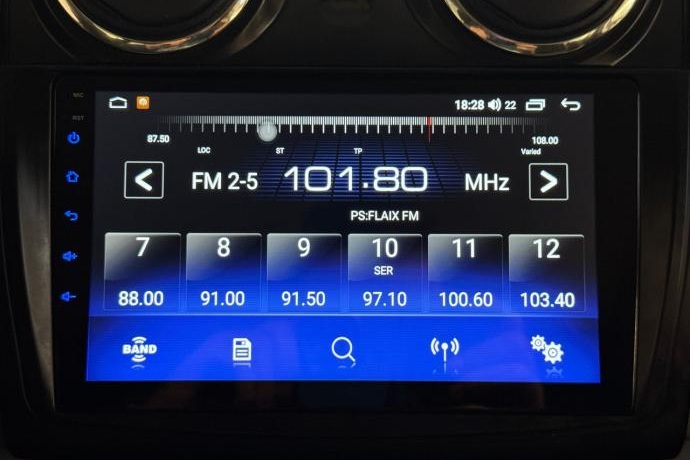 MIC
18:28 22
RST
87.50 108.00
LOC ST TP Varied
FM 2-5 101.80 MHz
PS:FLAIX FM
7 8 9 10 11 12
SER
88.00 91.00 91.50 97.10 100.60 103.40
BAND